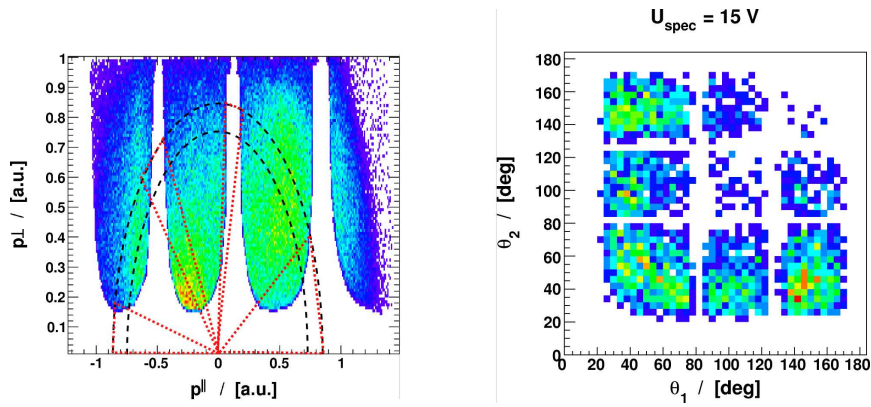 U_spec = 15 V
1
0.9
0.8
0.7
0.6
0.5
0.4
0.3
0.2
0.1
p⊥ / [a.u.]
-1 -0.5 0 0.5 1
p^|| / [a.u.]
180
160
140
120
100
80
60
40
20
0
θ_2 / [deg]
0 20 40 60 80 100 120 140 160 180
θ_1 / [deg]